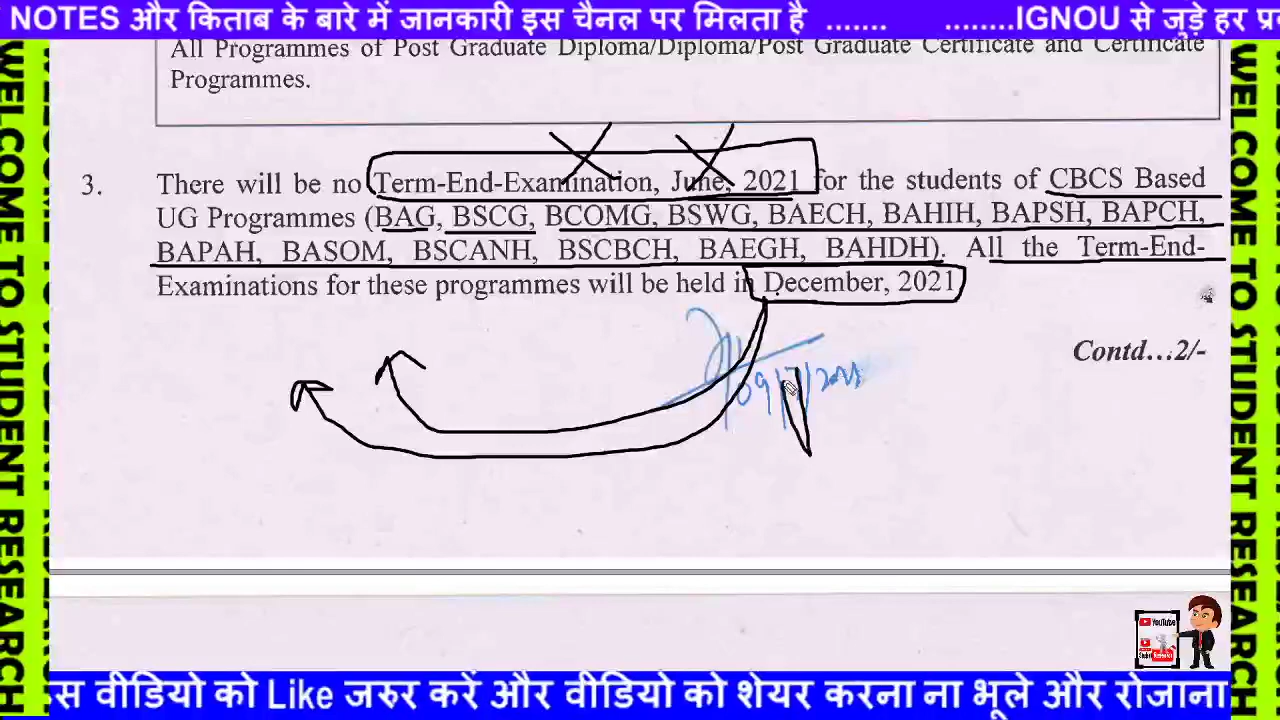 NOTES और किताब के बारे में जानकारी इस चैनल पर मिलता है ....... .........IGNOU से जुड़े हर
All Programmes of Post Graduate Diploma/Diploma/Post Graduate Certificate and Certificate
Programmes.
3. There will be no Term-End-Examination, June, 2021 for the students of CBCS Based
UG Programmes (BAG, BSCG, BCOMG, BSWG, BAECH, BAHIH, BAPSH, BAPCH,
BAPAH, BASOM, BSCANH, BSCBCH, BAEGH, BAHDH). All the Term-End-
Examinations for these programmes will be held in December, 2021
Contd...2/-
09/7/2021
WELCOME TO STUDENT RESEARCH
WELCOME TO STUDENT RESEARCH
YouTube
वीडियो को Like जरुर करें और वीडियो को शेयर करना ना भूले और रोजाना